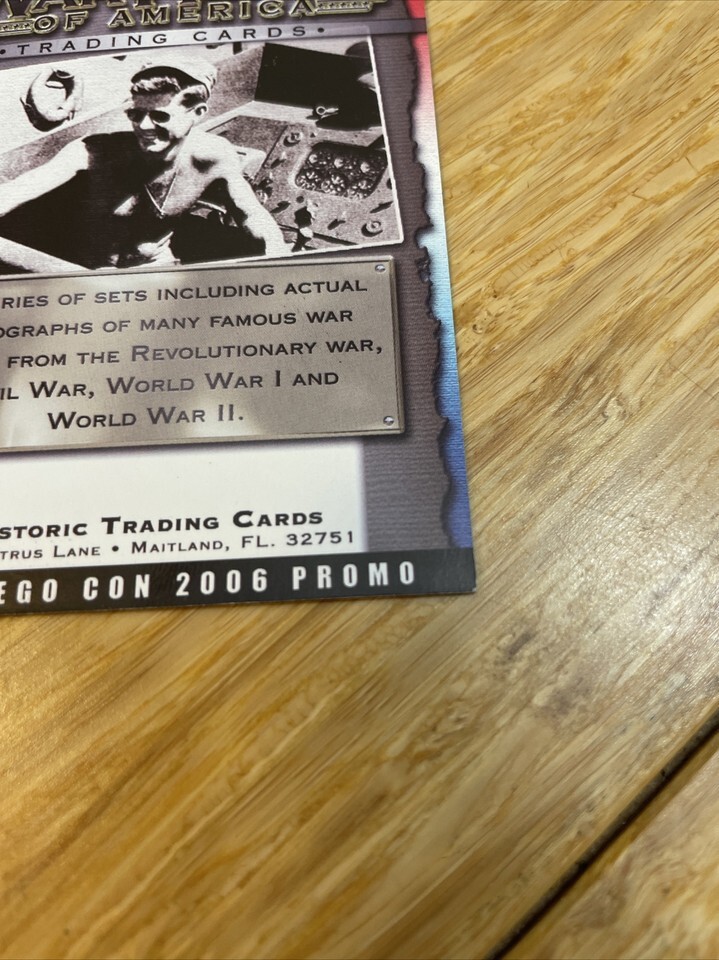 OF AMERICA
• TRADING CARDS •
RIES OF SETS INCLUDING ACTUAL
OGRAPHS OF MANY FAMOUS WAR
FROM THE REVOLUTIONARY WAR,
IL WAR, WORLD WAR I AND
WORLD WAR II.
STORIC TRADING CARDS
TRUS LANE • MAITLAND, FL. 32751
EGO CON 2006 PROMO